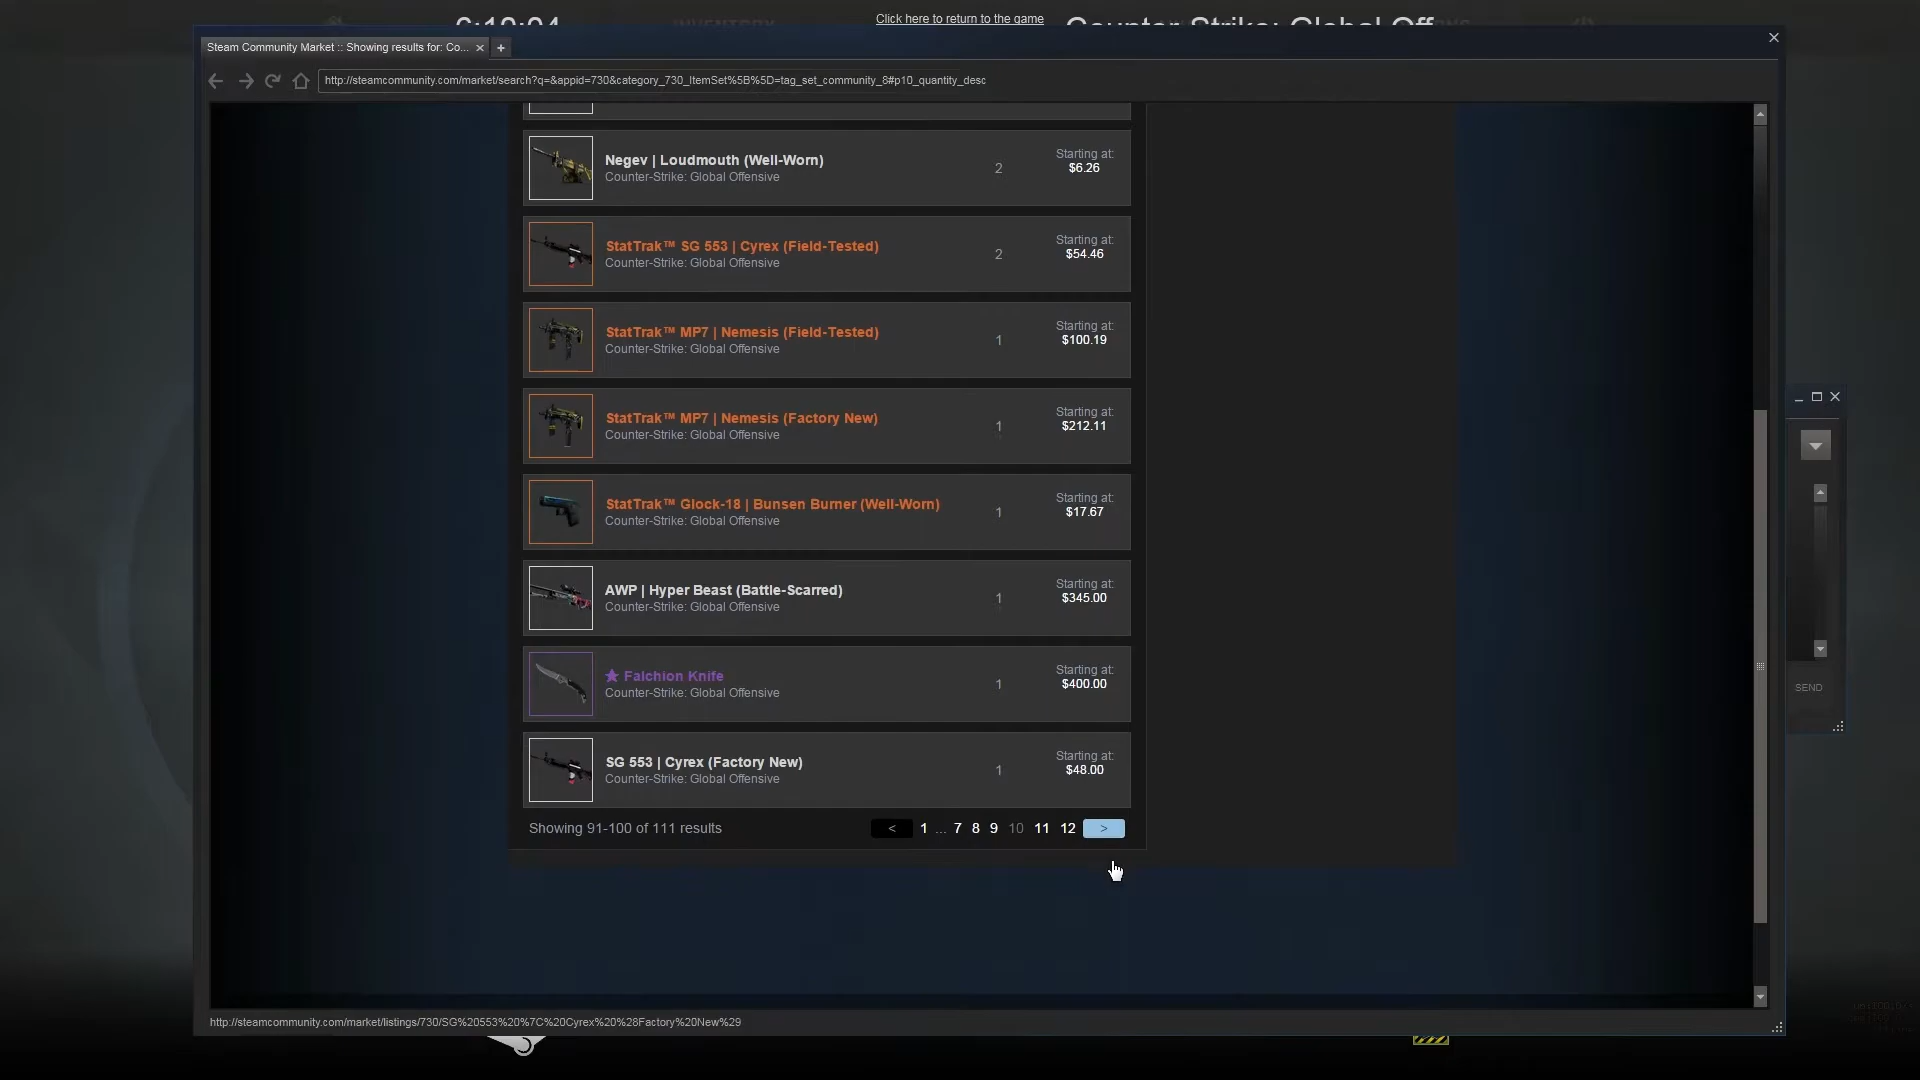 Click here to return to the game
Steam Community Market :: Showing results for: Co...
http://steamcommunity.com/market/search?q=&appid=730&category_730_ItemSet%5B%5D=tag_set_community_8#p10_quantity_desc
Negev | Loudmouth (Well-Worn)
Counter-Strike: Global Offensive
2
Starting at:
$6.26
StatTrak™ SG 553 | Cyrex (Field-Tested)
Counter-Strike: Global Offensive
2
Starting at:
$54.46
StatTrak™ MP7 | Nemesis (Field-Tested)
Counter-Strike: Global Offensive
1
Starting at:
$100.19
StatTrak™ MP7 | Nemesis (Factory New)
Counter-Strike: Global Offensive
1
Starting at:
$212.11
StatTrak™ Glock-18 | Bunsen Burner (Well-Worn)
Counter-Strike: Global Offensive
1
Starting at:
$17.67
AWP | Hyper Beast (Battle-Scarred)
Counter-Strike: Global Offensive
1
Starting at:
$345.00
★ Falchion Knife
Counter-Strike: Global Offensive
1
Starting at:
$400.00
SG 553 | Cyrex (Factory New)
Counter-Strike: Global Offensive
1
Starting at:
$48.00
Showing 91-100 of 111 results
< 1 ... 7 8 9 10 11 12 >
SEND
http://steamcommunity.com/market/listings/730/SG%20553%20%7C%20Cyrex%20%28Factory%20New%29